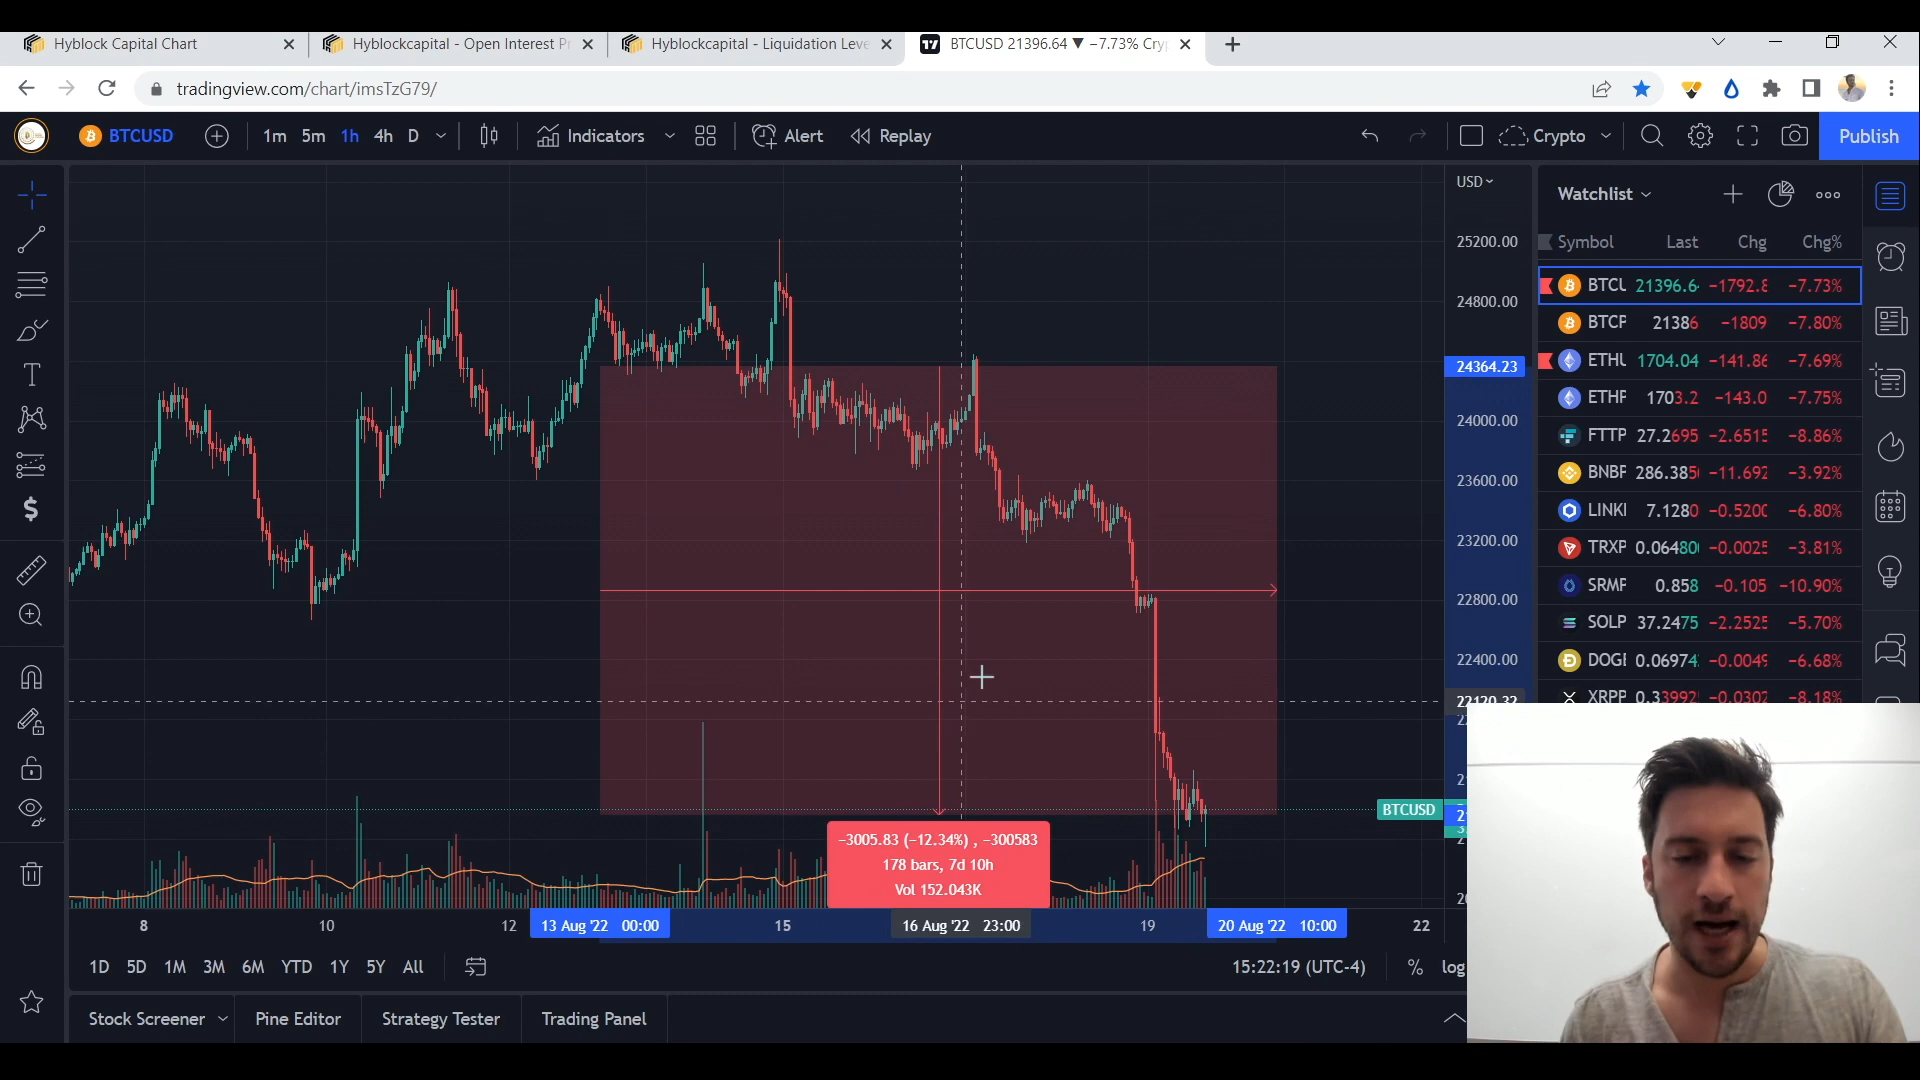 Hyblock Capital Chart
Hyblockcapital - Open Interest P
Hyblockcapital - Liquidation Leve
BTCUSD 21396.64 ▼ −7.73% Cry
tradingview.com/chart/imsTzG79/
BTCUSD 1m 5m 1h 4h D Indicators Alert Replay Crypto Publish
USD
25200.00
24800.00
24364.23
24000.00
23600.00
23200.00
22800.00
22400.00
22120.32
BTCUSD
Watchlist
Symbol Last Chg Chg%
BTCU 21396.6 −1792.8 −7.73%
BTCP 21386 −1809 −7.80%
ETHU 1704.04 −141.86 −7.69%
ETHP 1703.2 −143.0 −7.75%
FTTP 27.2695 −2.6515 −8.86%
BNBP 286.385 −11.692 −3.92%
LINKI 7.1280 −0.5200 −6.80%
TRXP 0.06480 −0.0025 −3.81%
SRMP 0.858 −0.105 −10.90%
SOLP 37.2475 −2.2525 −5.70%
DOGE 0.06974 −0.0049 −6.68%
XRPP 0.33992 −0.0302 −8.18%
−3005.83 (−12.34%) , −300583
178 bars, 7d 10h
Vol 152.043K
8 10 12 13 Aug '22 00:00 15 16 Aug '22 23:00 19 20 Aug '22 10:00 22
1D 5D 1M 3M 6M YTD 1Y 5Y All 15:22:19 (UTC-4) % log
Stock Screener Pine Editor Strategy Tester Trading Panel